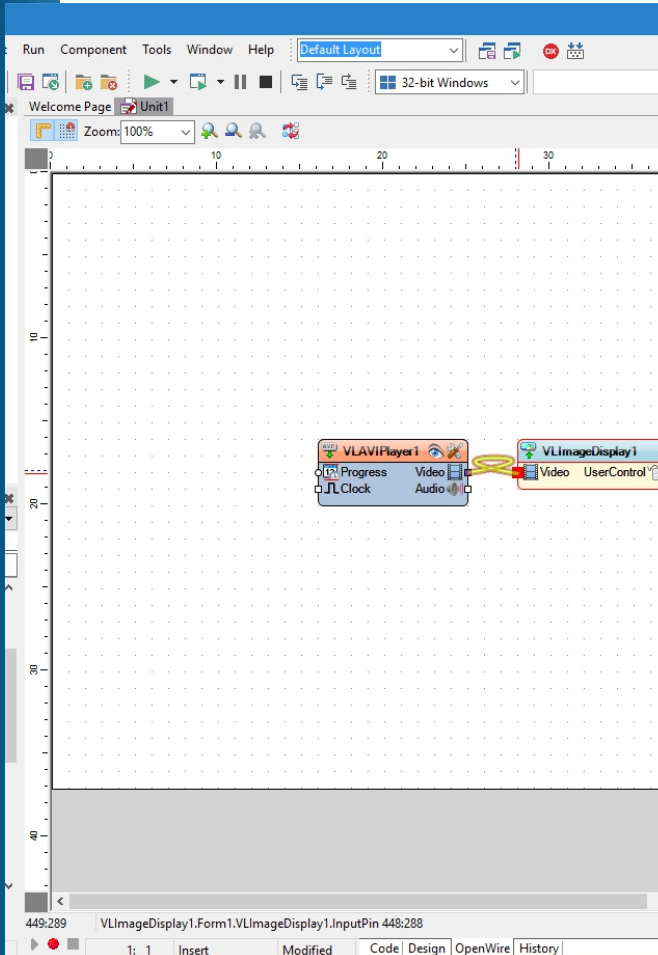 Run Component Tools Window Help Default Layout
32-bit Windows
Welcome Page Unit1
Zoom: 100%
10 20 30
10
VLAVIPlayer1 VLImageDisplay1
Progress Video Video UserControl
Clock Audio
20
30
40
449:289 VLImageDisplay1.Form1.VLImageDisplay1.InputPin 448:288
1: 1 Insert Modified Code Design OpenWire History